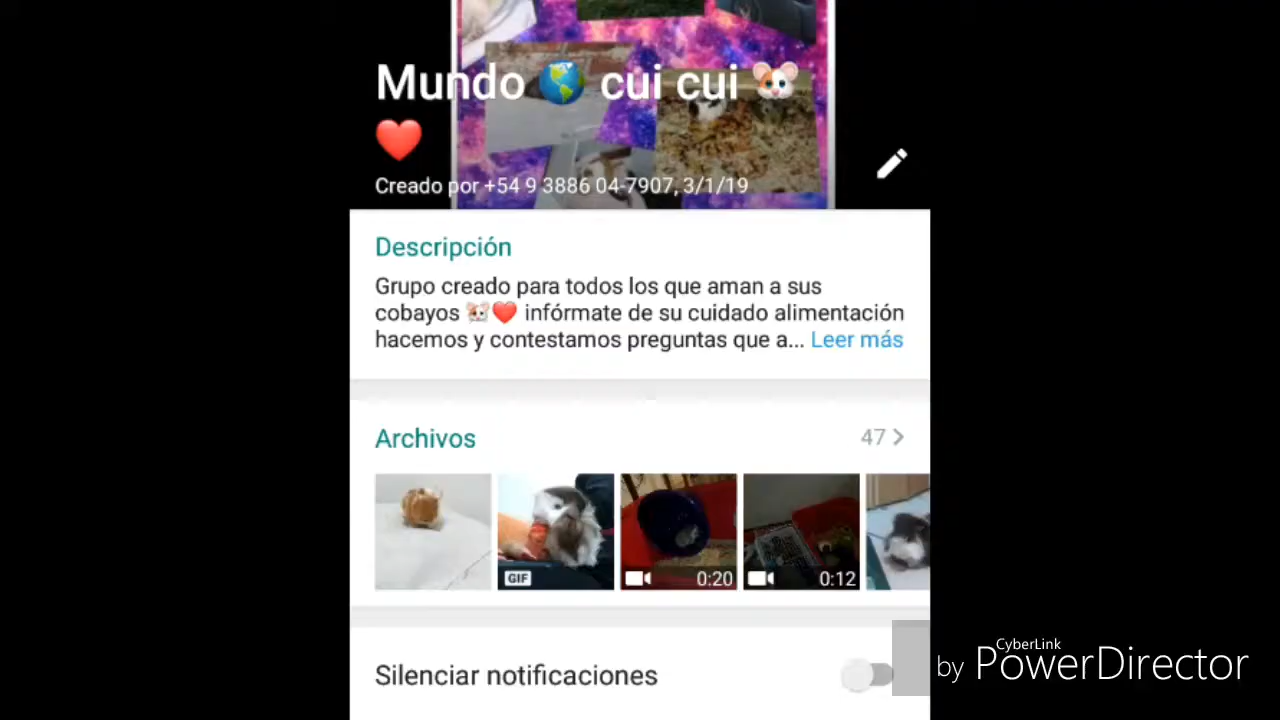 Mundo 🌎 cui cui 🐹
❤️
Creado por +54 9 3886 04-7907, 3/1/19
Descripción
Grupo creado para todos los que aman a sus
cobayos 🐹❤️ infórmate de su cuidado alimentación
hacemos y contestamos preguntas que a... Leer más
Archivos
47
GIF
0:20
0:12
Silenciar notificaciones
CyberLink
by PowerDirector